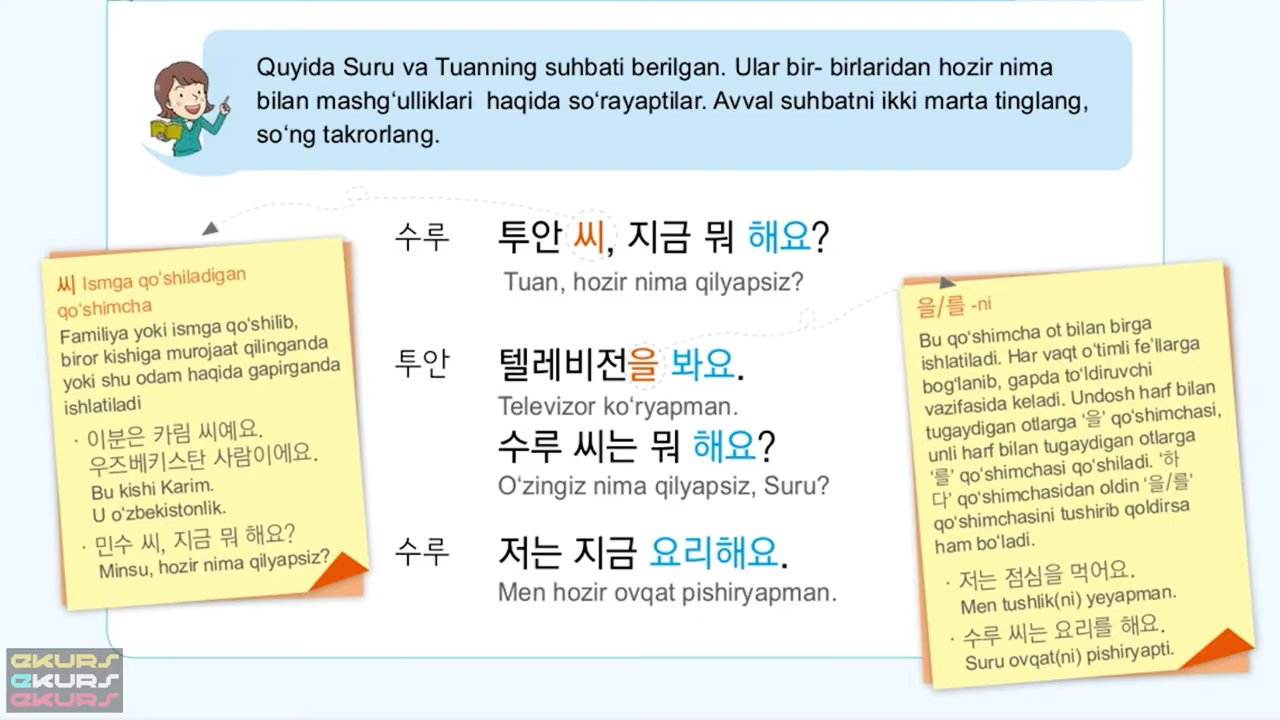 Quyida Suru va Tuanning suhbati berilgan. Ular bir- birlaridan hozir nima
bilan mashg‘ulliklari haqida so‘rayaptilar. Avval suhbatni ikki marta tinglang,
so‘ng takrorlang.
수루 투안 씨, 지금 뭐 해요?
Tuan, hozir nima qilyapsiz?
투안 텔레비전을 봐요.
Televizor ko‘ryapman.
수루 씨는 뭐 해요?
O‘zingiz nima qilyapsiz, Suru?
수루 저는 지금 요리해요.
Men hozir ovqat pishiryapman.
씨 Ismga qo‘shiladigan
qo‘shimcha
Familiya yoki ismga qo‘shilib,
biror kishiga murojaat qilinganda
yoki shu odam haqida gapirganda
ishlatiladi
· 이분은 카림 씨예요.
우즈베키스탄 사람이에요.
Bu kishi Karim.
U o‘zbekistonlik.
· 민수 씨, 지금 뭐 해요?
Minsu, hozir nima qilyapsiz?
을/를 -ni
Bu qo‘shimcha ot bilan birga
ishlatiladi. Har vaqt o‘timli fe’llarga
bog‘lanib, gapda to‘ldiruvchi
vazifasida keladi. Undosh harf bilan
tugaydigan otlarga ‘을’ qo‘shimchasi,
unli harf bilan tugaydigan otlarga
‘를’ qo‘shimchasi qo‘shiladi. ‘하
다’ qo‘shimchasidan oldin ‘을/를’
qo‘shimchasini tushirib qoldirsa
ham bo‘ladi.
· 저는 점심을 먹어요.
Men tushlik(ni) yeyapman.
· 수루 씨는 요리를 해요.
Suru ovqat(ni) pishiryapti.
EKURS
EKURS
EKURS